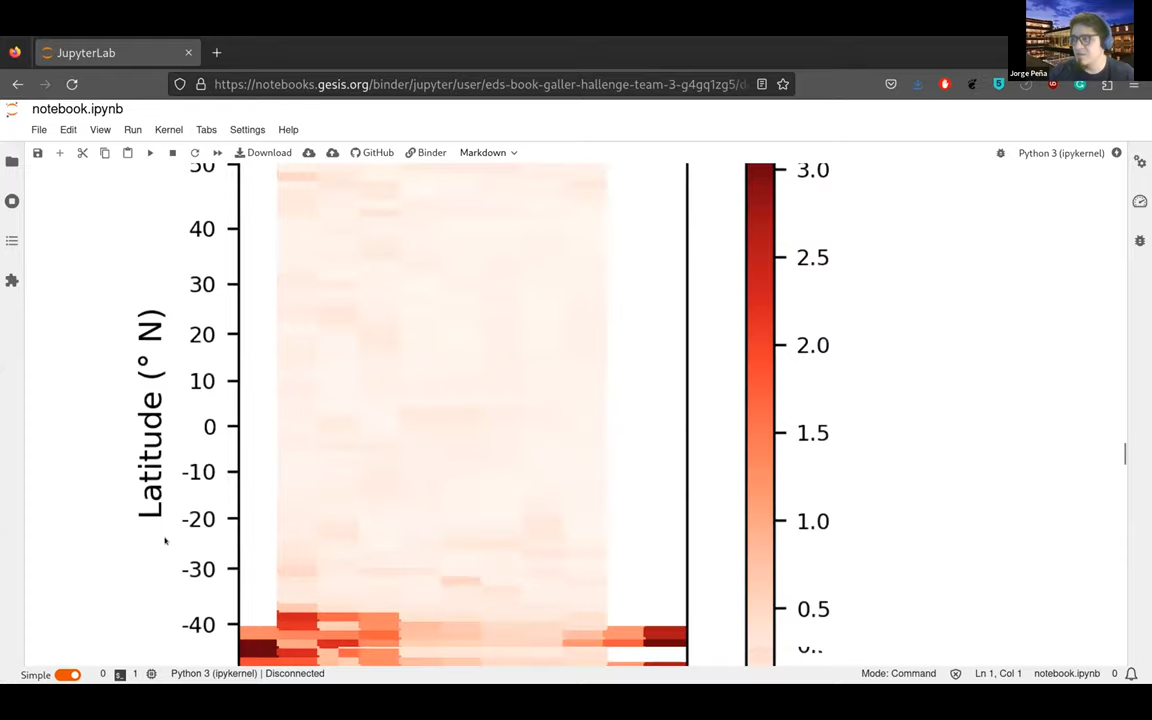 Jorge Peña
JupyterLab
https://notebooks.gesis.org/binder/jupyter/user/eds-book-galler-hallenge-team-3-g4gq1zg5/d
notebook.ipynb
File Edit View Run Kernel Tabs Settings Help
Download GitHub Binder Markdown Python 3 (ipykernel)
50
40
30
20
10
0
-10
-20
-30
-40
Latitude (° N)
3.0
2.5
2.0
1.5
1.0
0.5
Simple 0 1 Python 3 (ipykernel) | Disconnected Mode: Command Ln 1, Col 1 notebook.ipynb 0